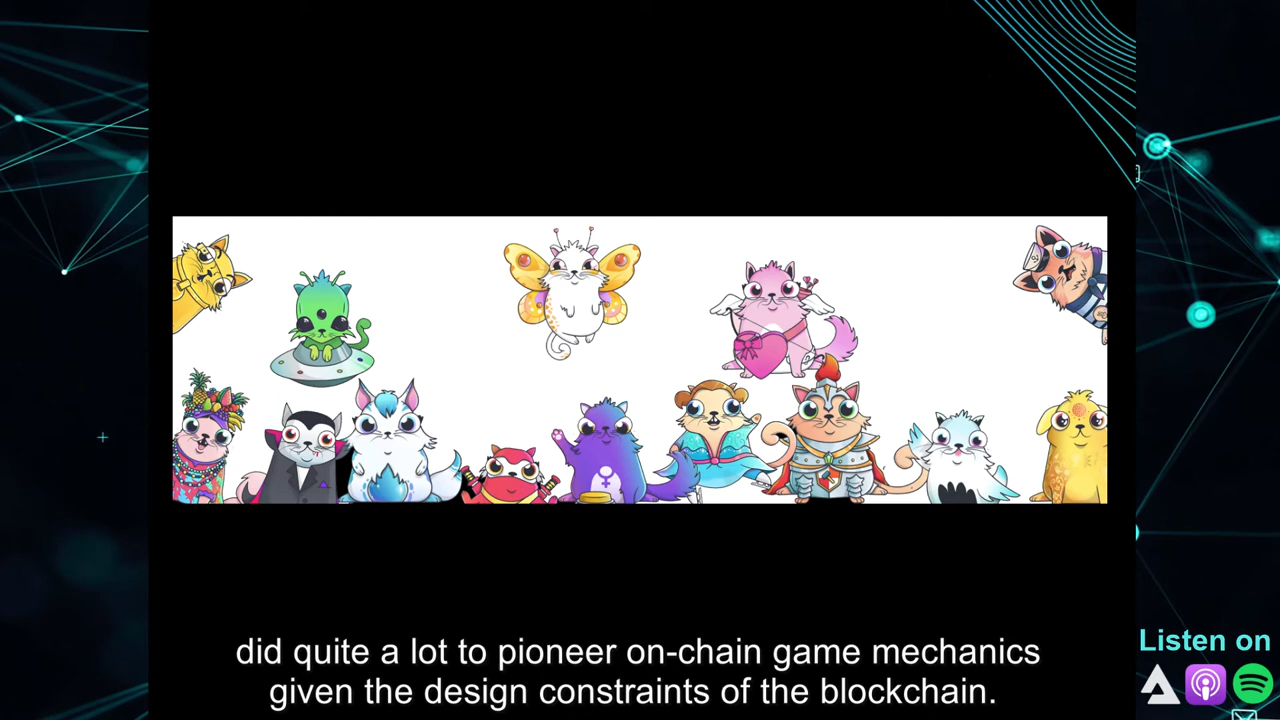 did quite a lot to pioneer on-chain game mechanics
given the design constraints of the blockchain.
Listen on